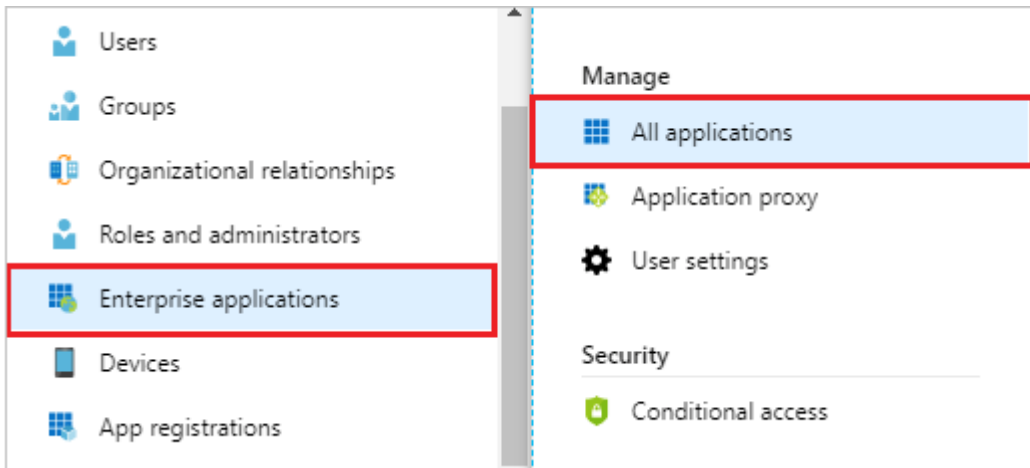 Users
Groups
Organizational relationships
Roles and administrators
Enterprise applications
Devices
App registrations
Manage
All applications
Application proxy
User settings
Security
Conditional access